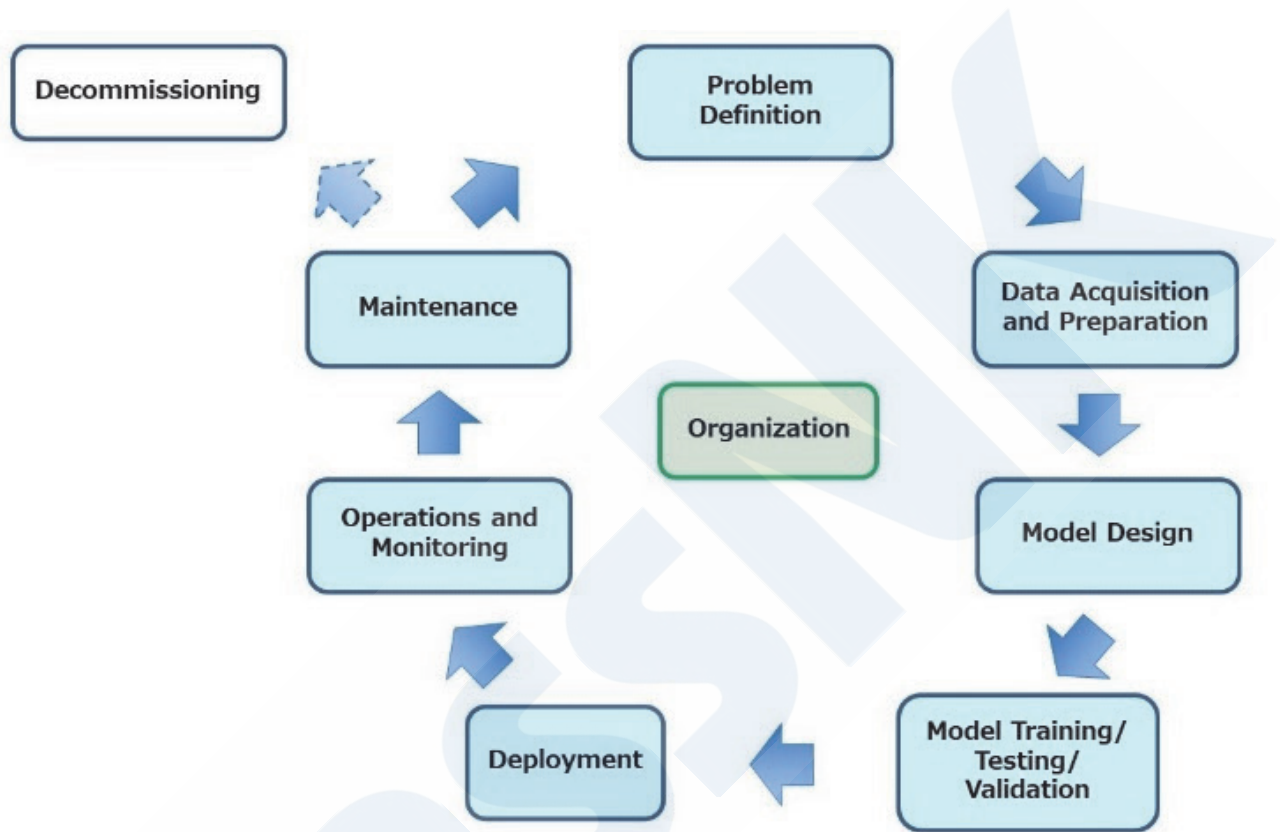 Decommissioning
Problem
Definition
Maintenance
Data Acquisition
and Preparation
Organization
Operations and
Monitoring
Model Design
Deployment
Model Training/
Testing/
Validation